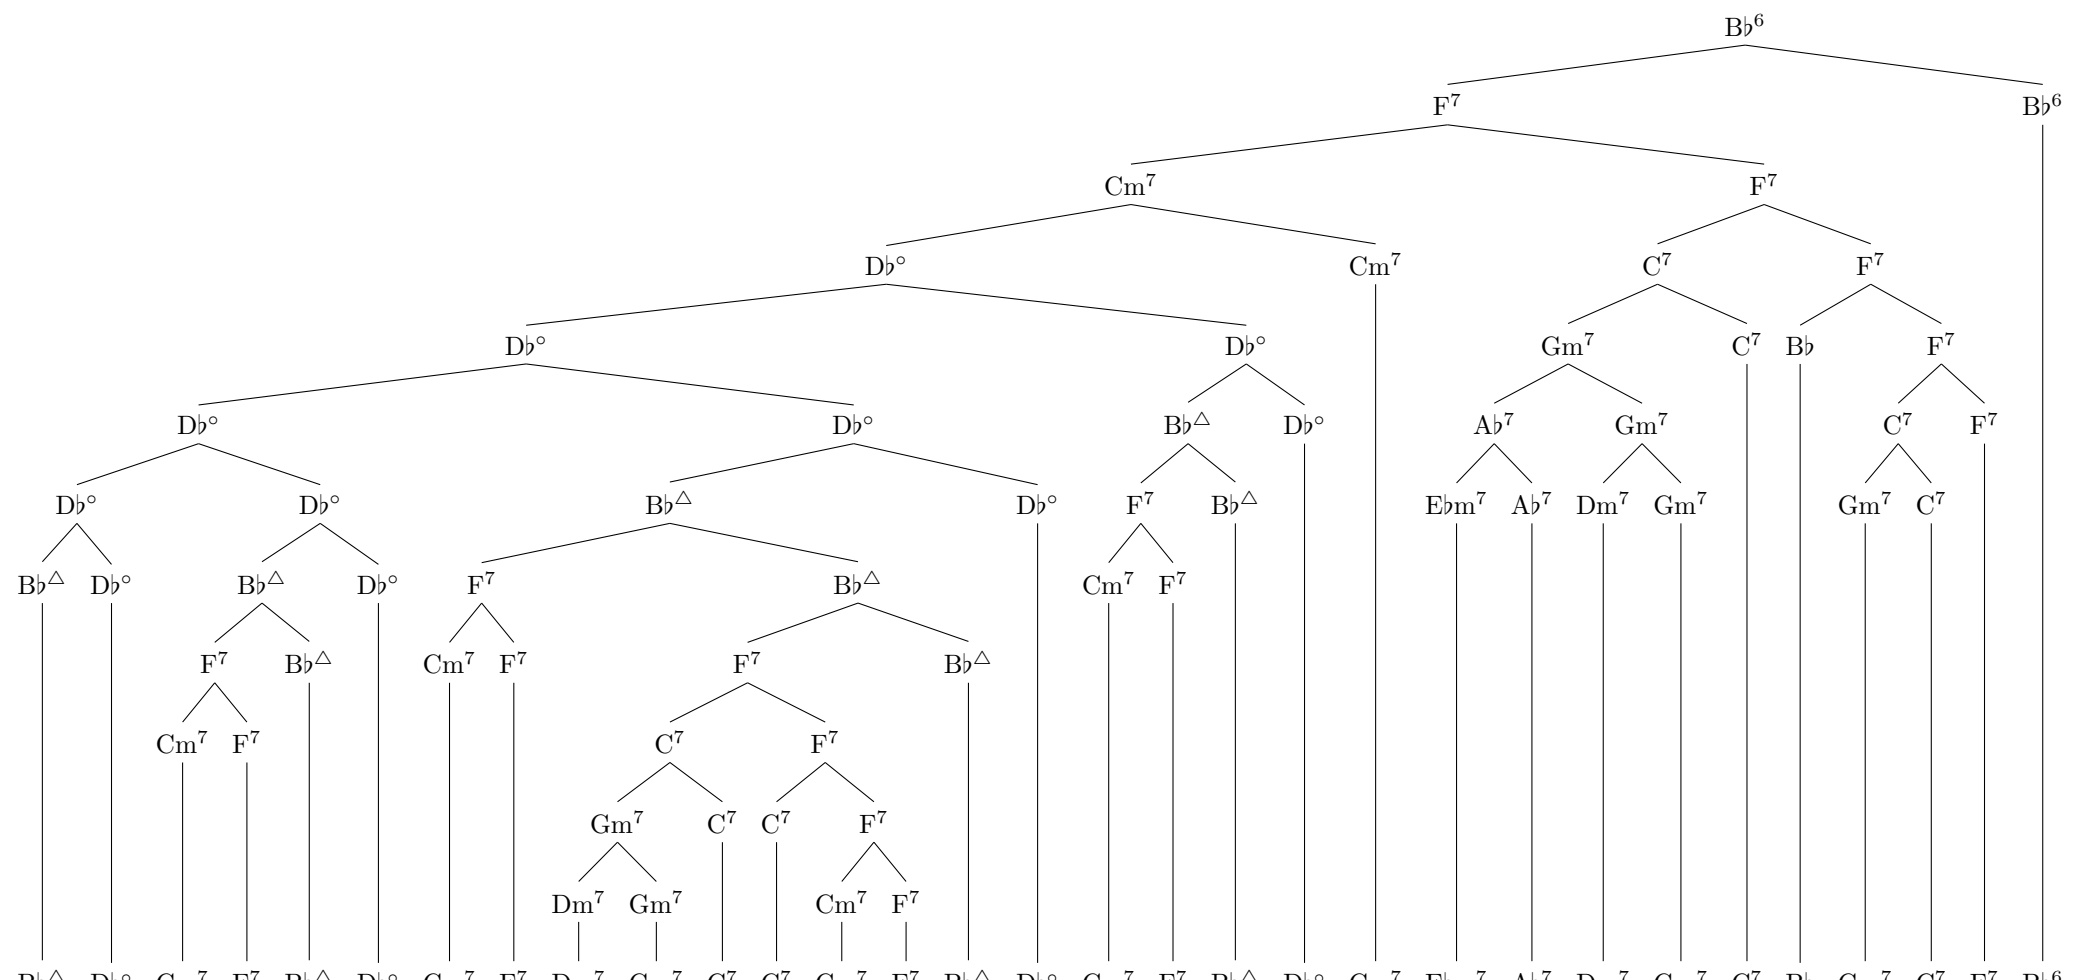 B♭6
F7 B♭6
Cm7 F7
D♭° Cm7 C7 F7
D♭° D♭° Gm7 C7 B♭ F7
D♭° D♭° B♭△ D♭° A♭7 Gm7 C7 F7
D♭° D♭° B♭△ D♭° F7 B♭△ E♭m7 A♭7 Dm7 Gm7 Gm7 C7
B♭△ D♭° B♭△ D♭° F7 B♭△ Cm7 F7
F7 B♭△ Cm7 F7 F7 B♭△
Cm7 F7 C7 F7
Gm7 C7 C7 F7
Dm7 Gm7 Cm7 F7